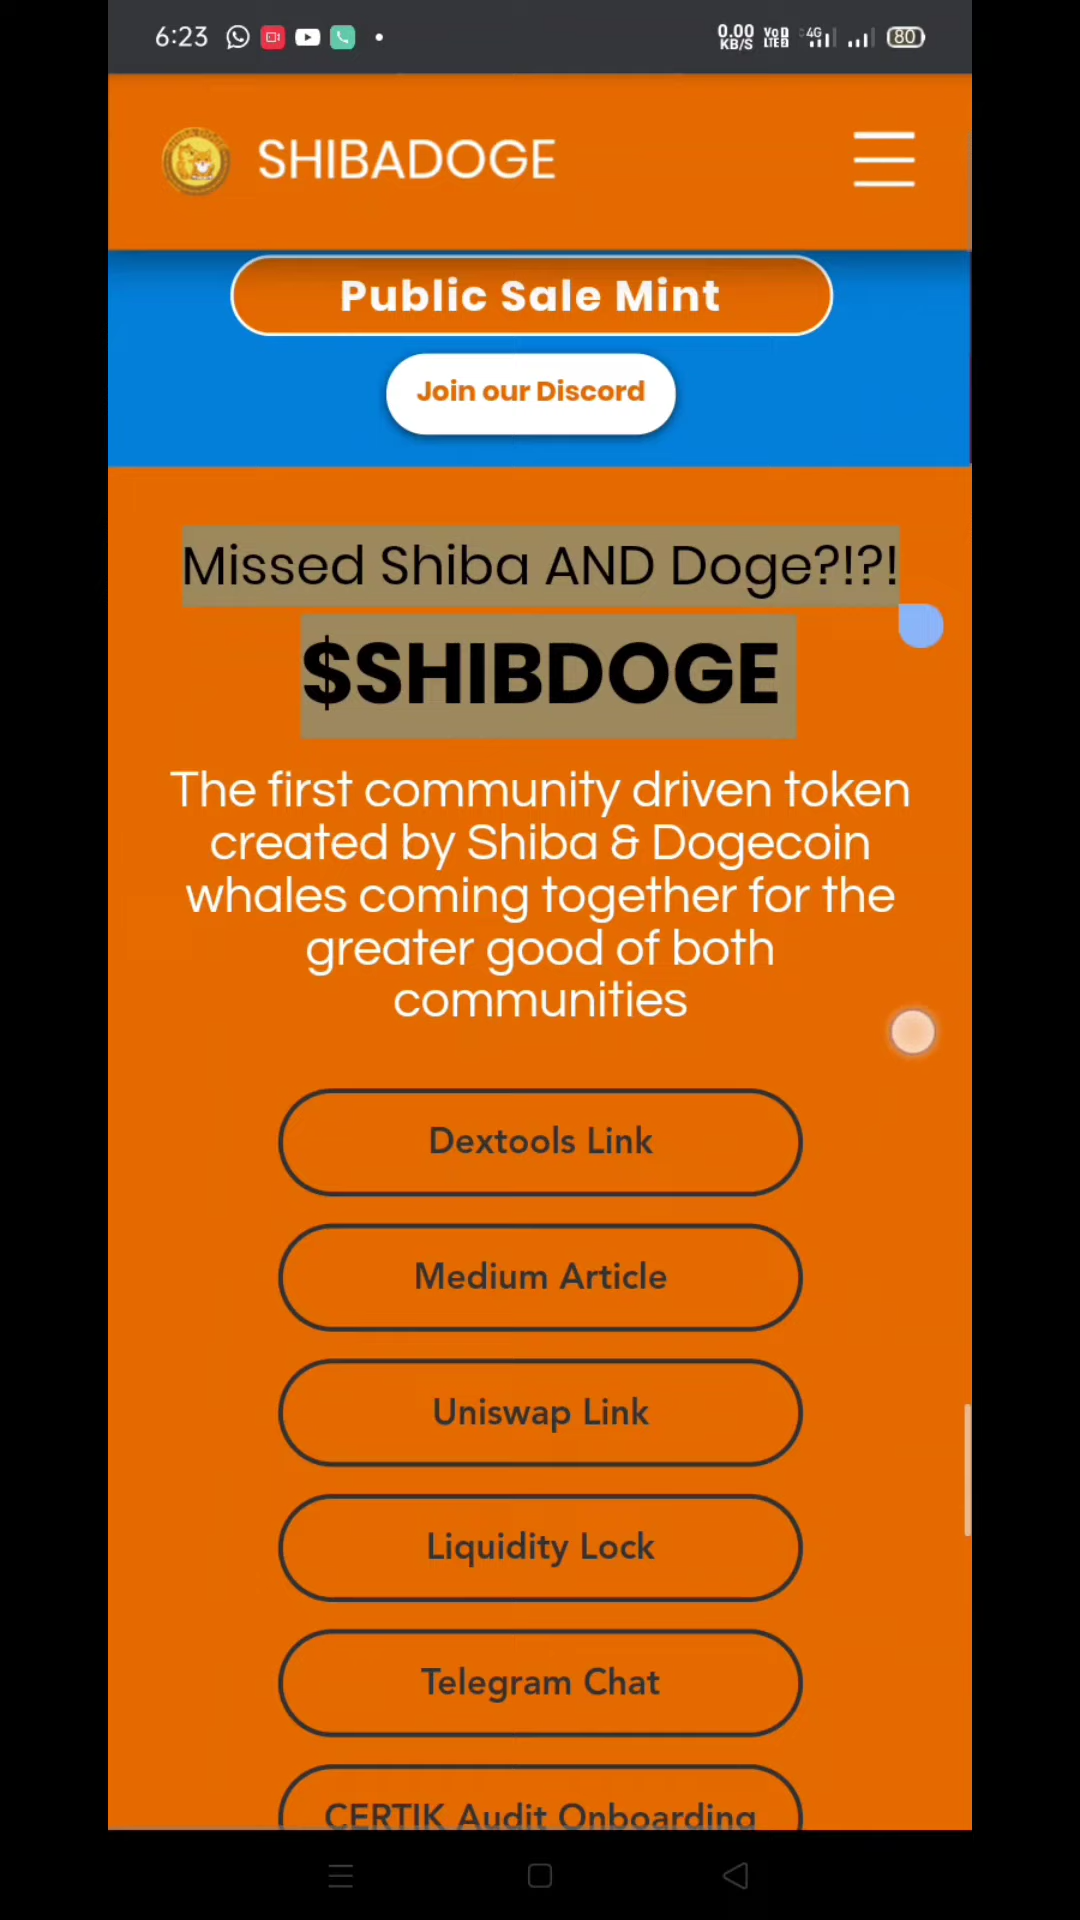 6:23
0.00
KB/S
4G
80
SHIBADOGE
Public Sale Mint
Join our Discord
Missed Shiba AND Doge?!?!
$SHIBDOGE
The first community driven token
created by Shiba & Dogecoin
whales coming together for the
greater good of both
communities
Dextools Link
Medium Article
Uniswap Link
Liquidity Lock
Telegram Chat
CERTIK Audit Onboarding